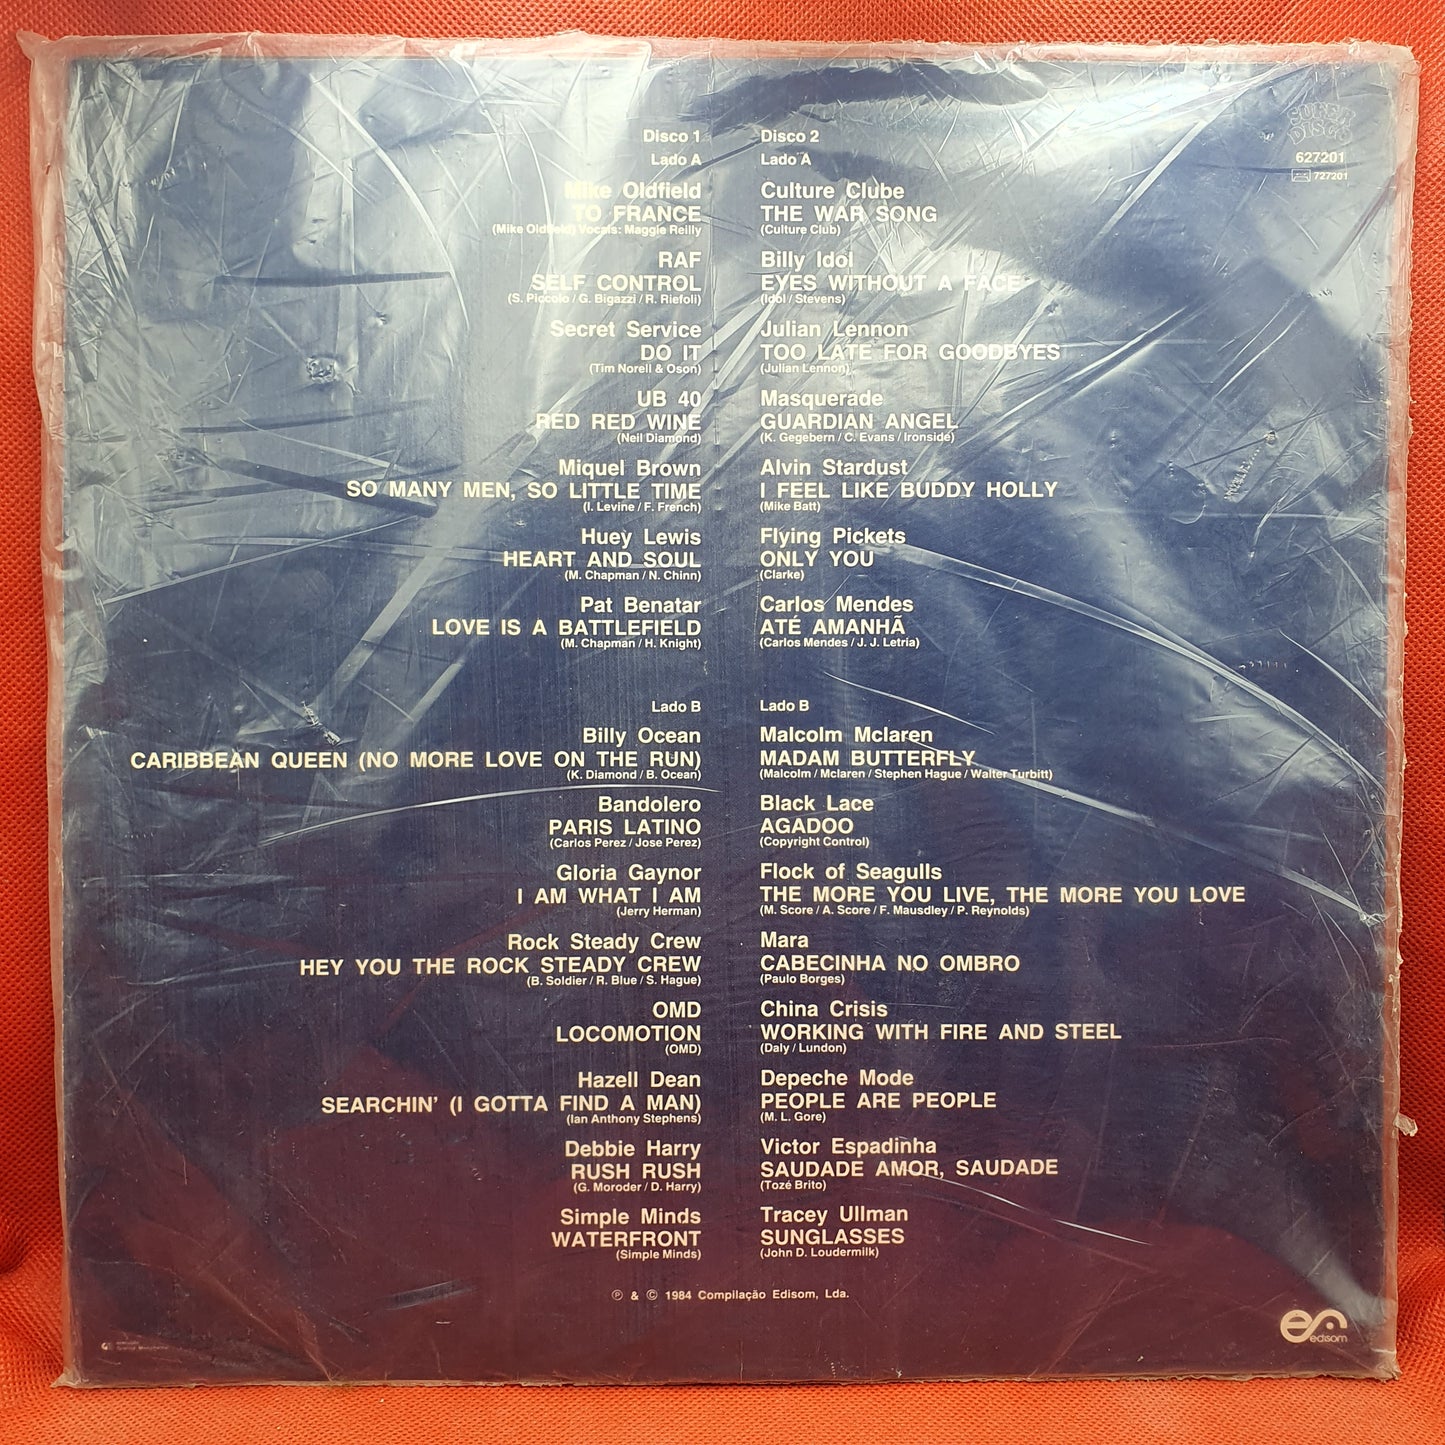 Disco 1
Lado A
Mike Oldfield
TO FRANCE
(Mike Oldfield) Vocals: Maggie Reilly
RAF
SELF CONTROL
(S. Piccolo / G. Bigazzi / R. Riefoli)
Secret Service
DO IT
(Tim Norell & Oson)
UB 40
RED RED WINE
(Neil Diamond)
Miquel Brown
SO MANY MEN, SO LITTLE TIME
(I. Levine / F. French)
Huey Lewis
HEART AND SOUL
(M. Chapman / N. Chinn)
Pat Benatar
LOVE IS A BATTLEFIELD
(M. Chapman / H. Knight)
Lado B
Billy Ocean
CARIBBEAN QUEEN (NO MORE LOVE ON THE RUN)
(K. Diamond / B. Ocean)
Bandolero
PARIS LATINO
(Carlos Perez / Jose Perez)
Gloria Gaynor
I AM WHAT I AM
(Jerry Herman)
Rock Steady Crew
HEY YOU THE ROCK STEADY CREW
(B. Soldier / R. Blue / S. Hague)
OMD
LOCOMOTION
(OMD)
Hazell Dean
SEARCHIN' (I GOTTA FIND A MAN)
(Ian Anthony Stephens)
Debbie Harry
RUSH RUSH
(G. Moroder / D. Harry)
Simple Minds
WATERFRONT
(Simple Minds)
Disco 2
Lado A
Culture Clube
THE WAR SONG
(Culture Club)
Billy Idol
EYES WITHOUT A FACE
(Idol / Stevens)
Julian Lennon
TOO LATE FOR GOODBYES
(Julian Lennon)
Masquerade
GUARDIAN ANGEL
(K. Gegebern / C. Evans / Ironside)
Alvin Stardust
I FEEL LIKE BUDDY HOLLY
(Mike Batt)
Flying Pickets
ONLY YOU
(Clarke)
Carlos Mendes
ATÉ AMANHÃ
(Carlos Mendes / J. J. Letria)
Lado B
Malcolm Mclaren
MADAM BUTTERFLY
(Malcolm / Mclaren / Stephen Hague / Walter Turbitt)
Black Lace
AGADOO
(Copyright Control)
Flock of Seagulls
THE MORE YOU LIVE, THE MORE YOU LOVE
(M. Score / A. Score / F. Mausdley / P. Reynolds)
Mara
CABECINHA NO OMBRO
(Paulo Borges)
China Crisis
WORKING WITH FIRE AND STEEL
(Daly / Lundon)
Depeche Mode
PEOPLE ARE PEOPLE
(M. L. Gore)
Victor Espadinha
SAUDADE AMOR, SAUDADE
(Tozé Brito)
Tracey Ullman
SUNGLASSES
(John D. Loudermilk)
SUPER
DISCO
627201
727201
℗ & © 1984 Compilação Edisom, Lda.
edisom